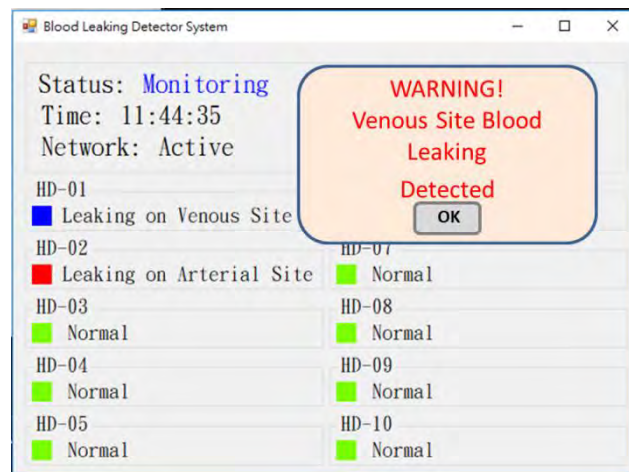 Blood Leaking Detector System
Status: Monitoring
Time: 11:44:35
Network: Active
WARNING!
Venous Site Blood
Leaking
Detected
OK
HD-01
Leaking on Venous Site
HD-02
Leaking on Arterial Site
HD-03
Normal
HD-04
Normal
HD-05
Normal
HD-07
Normal
HD-08
Normal
HD-09
Normal
HD-10
Normal